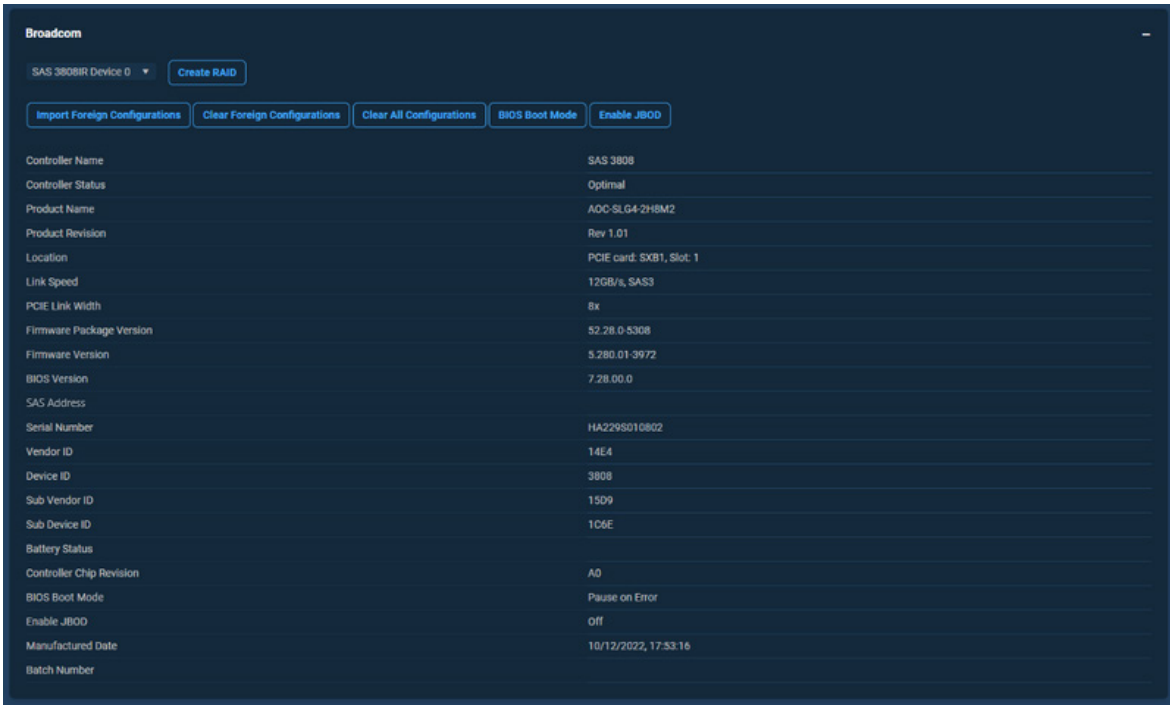 Broadcom
SAS 3808IR Device 0 Create RAID
Import Foreign Configurations Clear Foreign Configurations Clear All Configurations BIOS Boot Mode Enable JBOD
Controller Name SAS 3808
Controller Status Optimal
Product Name AOC-SLG4-2H8M2
Product Revision Rev 1.01
Location PCIE card: SXB1, Slot: 1
Link Speed 12GB/s, SAS3
PCIE Link Width 8x
Firmware Package Version 52.28.0-5308
Firmware Version 5.280.01-3972
BIOS Version 7.28.00.0
SAS Address
Serial Number HA229S010802
Vendor ID 14E4
Device ID 3808
Sub Vendor ID 15D9
Sub Device ID 1C6E
Battery Status
Controller Chip Revision A0
BIOS Boot Mode Pause on Error
Enable JBOD Off
Manufactured Date 10/12/2022, 17:53:16
Batch Number